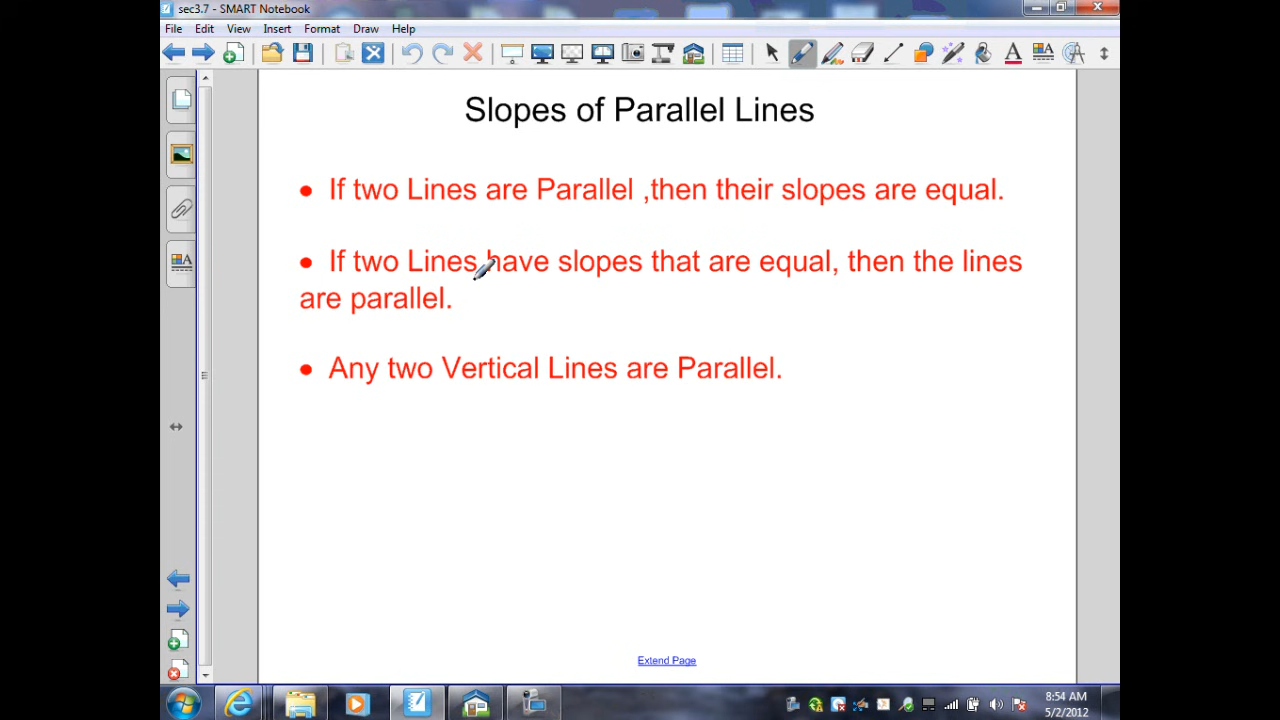 sec3.7 - SMART Notebook
File Edit View Insert Format Draw Help
Slopes of Parallel Lines
• If two Lines are Parallel ,then their slopes are equal.
• If two Lines have slopes that are equal, then the lines
are parallel.
• Any two Vertical Lines are Parallel.
Extend Page
8:54 AM
5/2/2012